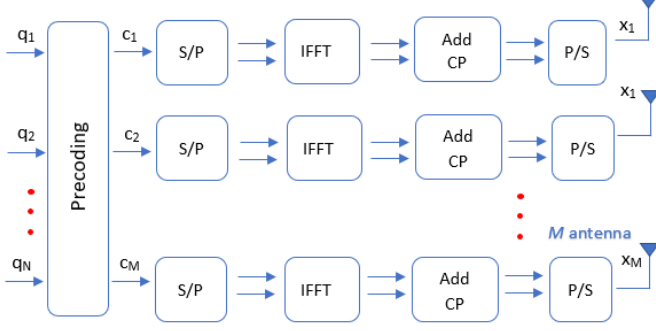 q1 c1 S/P IFFT Add CP P/S x1
q2 c2 S/P IFFT Add CP P/S x1
Precoding
M antenna
qN cM S/P IFFT Add CP P/S xM